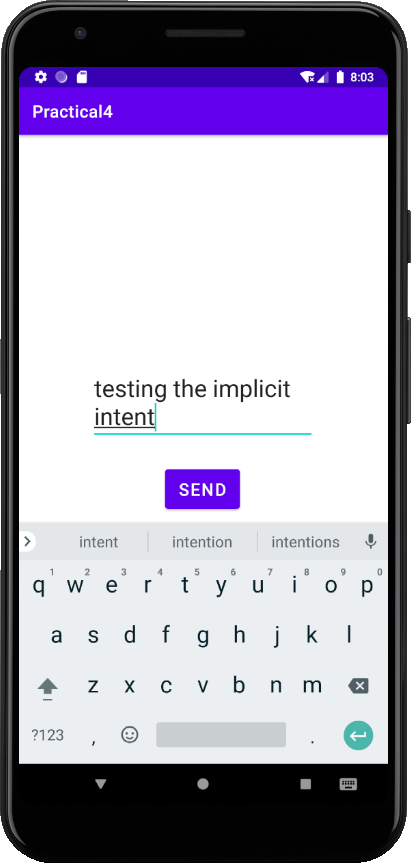 8:03
Practical4
testing the implicit
intent
SEND
intent intention intentions
1 2 3 4 5 6 7 8 9 0
q w e r t y u i o p
a s d f g h j k l
z x c v b n m
?123 , .